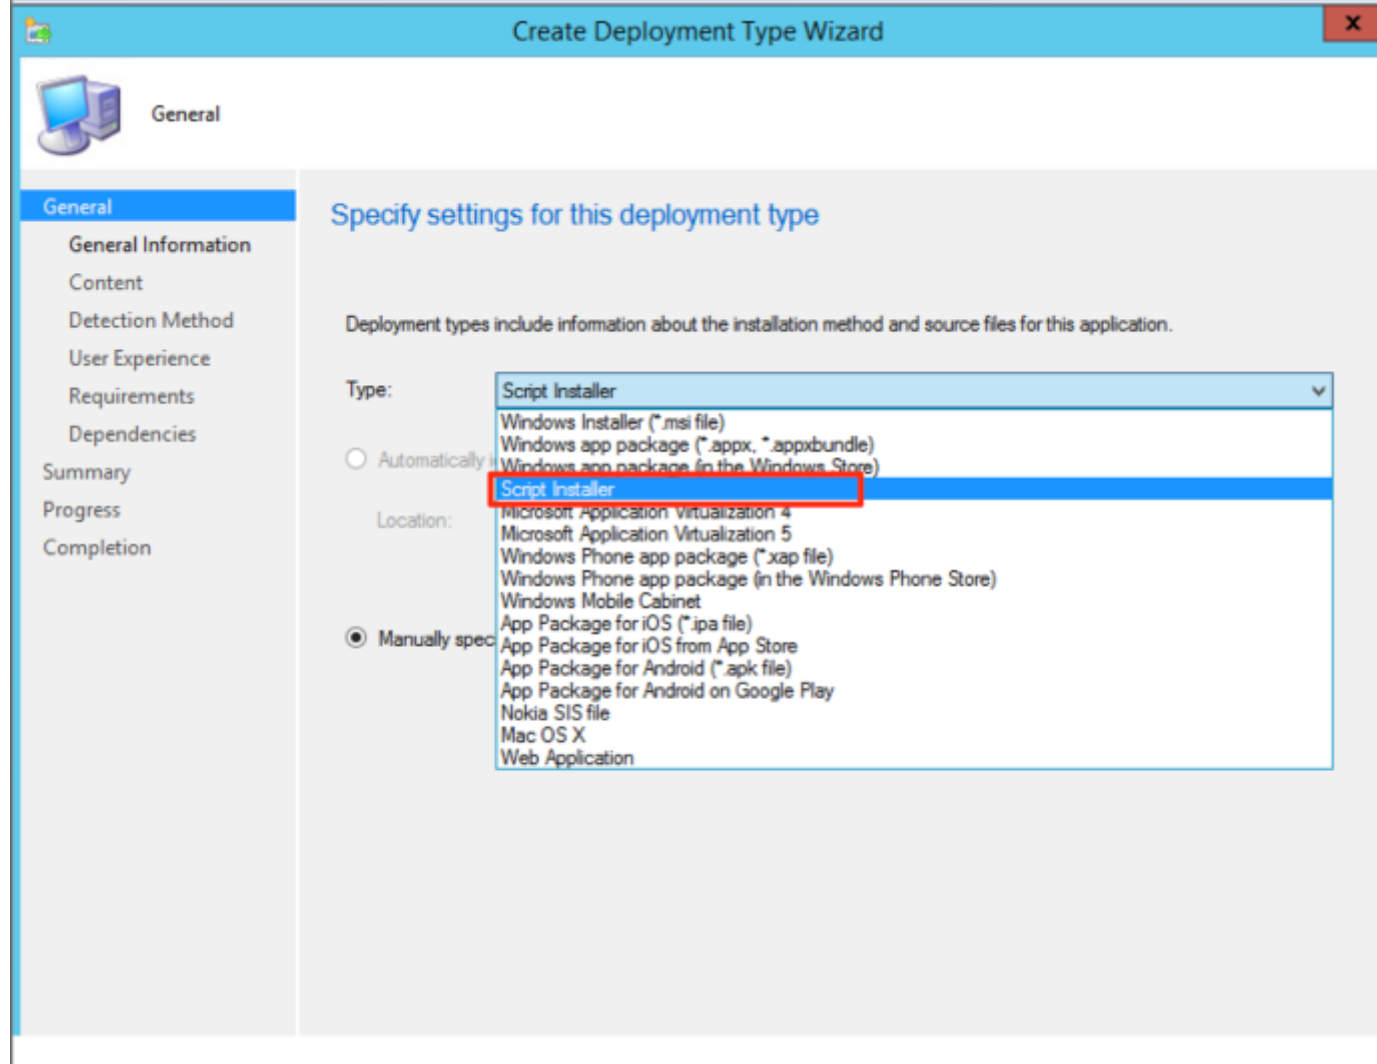 Create Deployment Type Wizard
x
General
General
General Information
Content
Detection Method
User Experience
Requirements
Dependencies
Summary
Progress
Completion
Specify settings for this deployment type
Deployment types include information about the installation method and source files for this application.
Type:
Script Installer
Windows Installer (*.msi file)
Windows app package (*.appx, *.appxbundle)
Automatically i
Windows app package (in the Windows Store)
Script Installer
Location:
Microsoft Application Virtualization 4
Microsoft Application Virtualization 5
Windows Phone app package (*.xap file)
Windows Phone app package (in the Windows Phone Store)
Windows Mobile Cabinet
App Package for iOS (*.ipa file)
Manually spec
App Package for iOS from App Store
App Package for Android (*.apk file)
App Package for Android on Google Play
Nokia SIS file
Mac OS X
Web Application